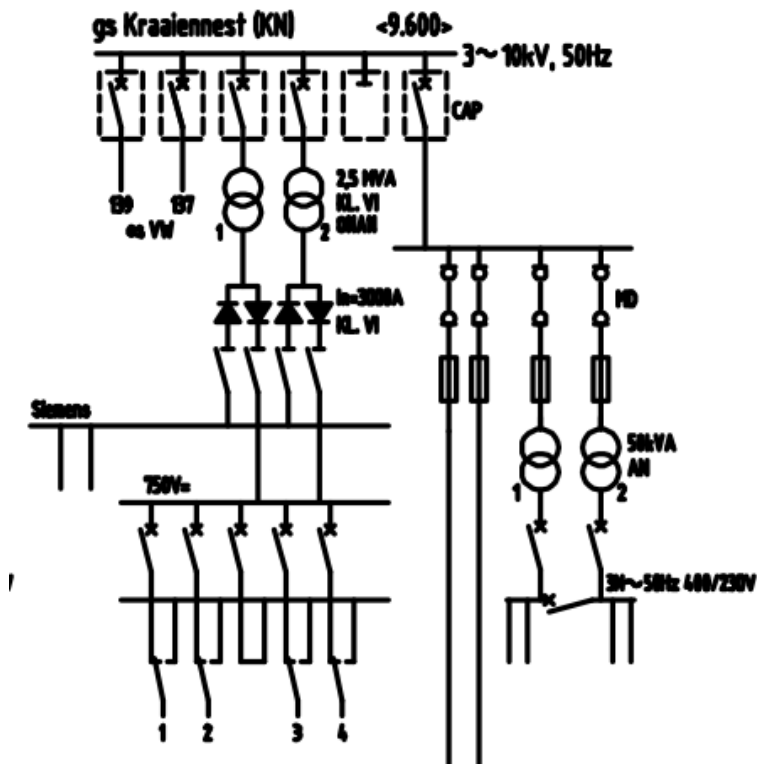 gs Kraaiennest (KN) <9.600>
3~ 10kV, 50Hz
CAP
139 137
os VW
1 2
2,5 MVA
KL. VI
ONAN
In=3000A
KL. VI
MD
Siemens
750V=
50kVA
AN
1 2
3N~50Hz 400/230V
1 2 3 4